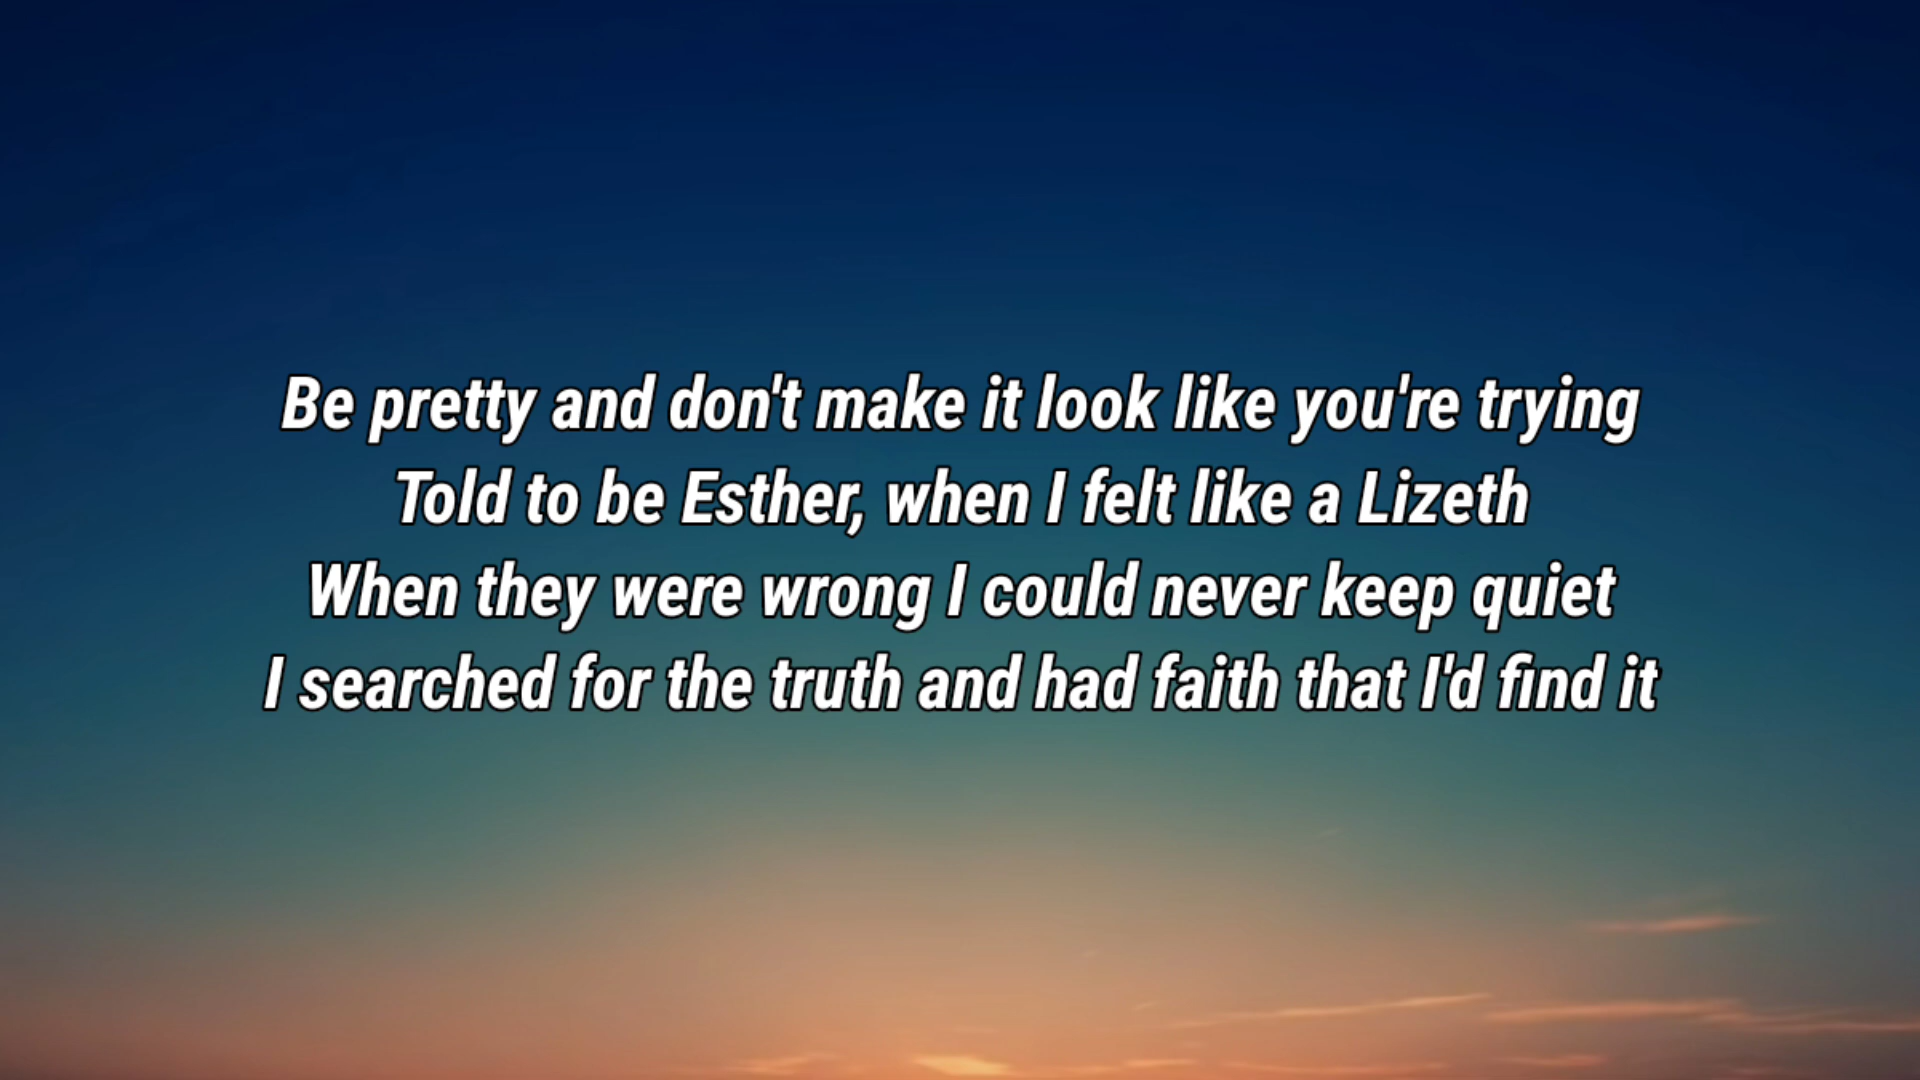 Be pretty and don't make it look like you're trying
Told to be Esther, when I felt like a Lizeth
When they were wrong I could never keep quiet
I searched for the truth and had faith that I'd find it